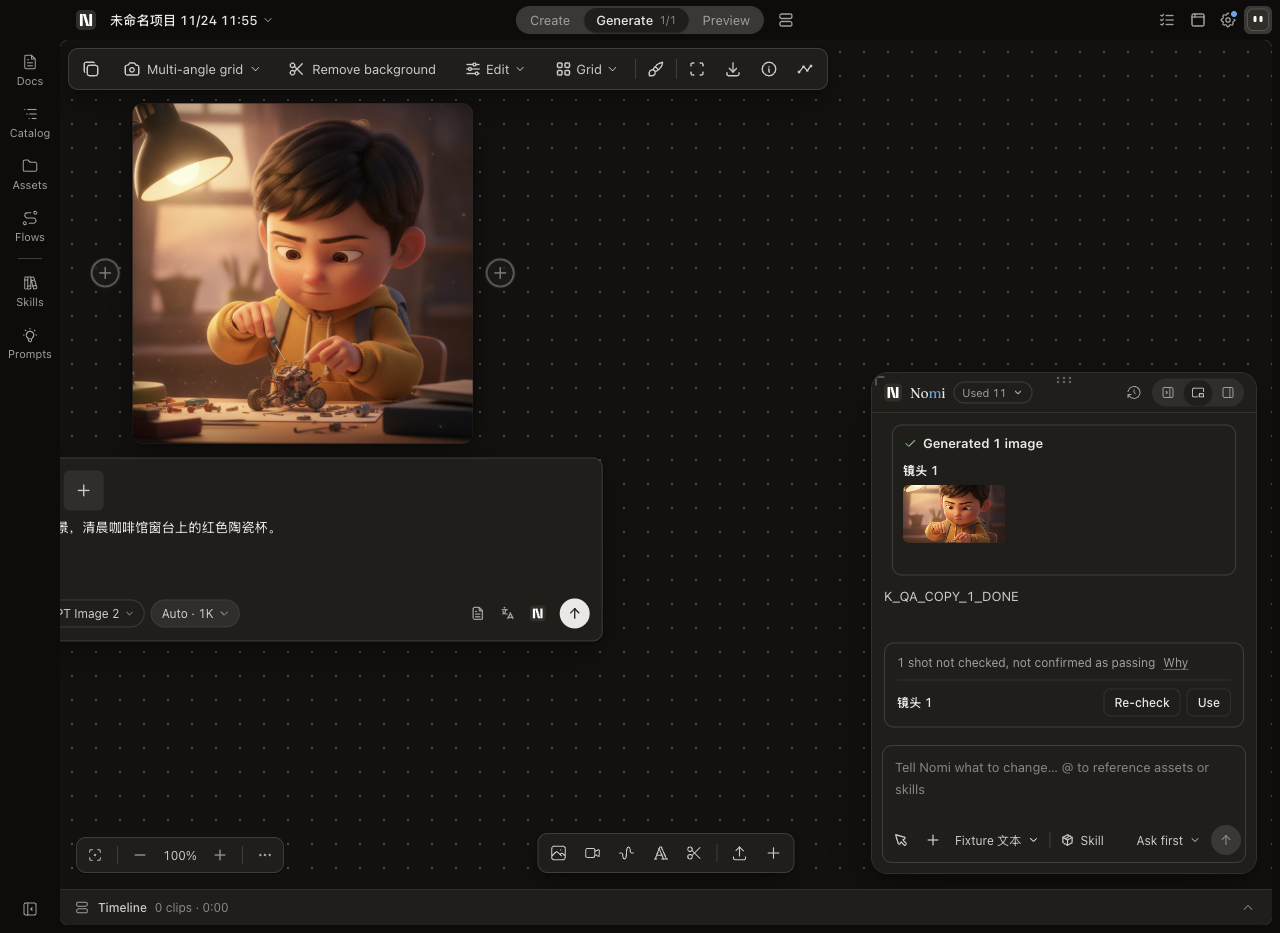 未命名项目 11/24 11:55
Create
Generate 1/1
Preview
Docs
Catalog
Assets
Flows
Skills
Prompts
Multi-angle grid
Remove background
Edit
Grid
景，清晨咖啡馆窗台上的红色陶瓷杯。
PT Image 2
Auto · 1K
Nomi
Used 11
Generated 1 image
镜头 1
K_QA_COPY_1_DONE
1 shot not checked, not confirmed as passing Why
镜头 1
Re-check
Use
Tell Nomi what to change... @ to reference assets or
skills
Fixture 文本
Skill
Ask first
100%
Timeline 0 clips · 0:00